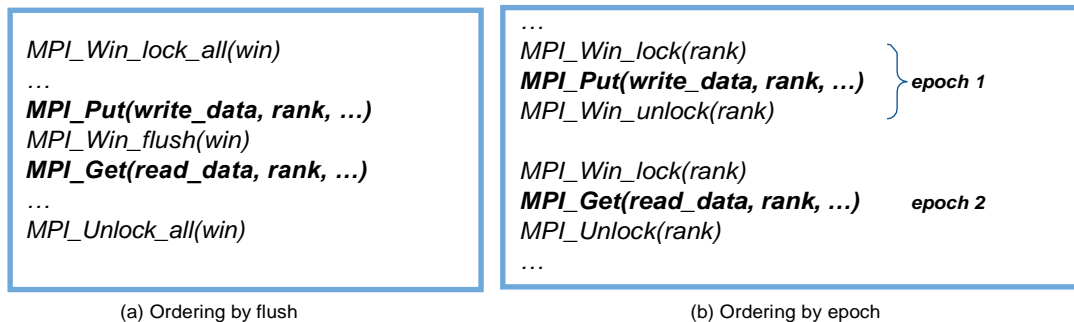 MPI_Win_lock_all(win)
…
MPI_Put(write_data, rank, …)
MPI_Win_flush(win)
MPI_Get(read_data, rank, …)
…
MPI_Unlock_all(win)
(a) Ordering by flush
…
MPI_Win_lock(rank)
MPI_Put(write_data, rank, …) epoch 1
MPI_Win_unlock(rank)
MPI_Win_lock(rank)
MPI_Get(read_data, rank, …) epoch 2
MPI_Unlock(rank)
…
(b) Ordering by epoch